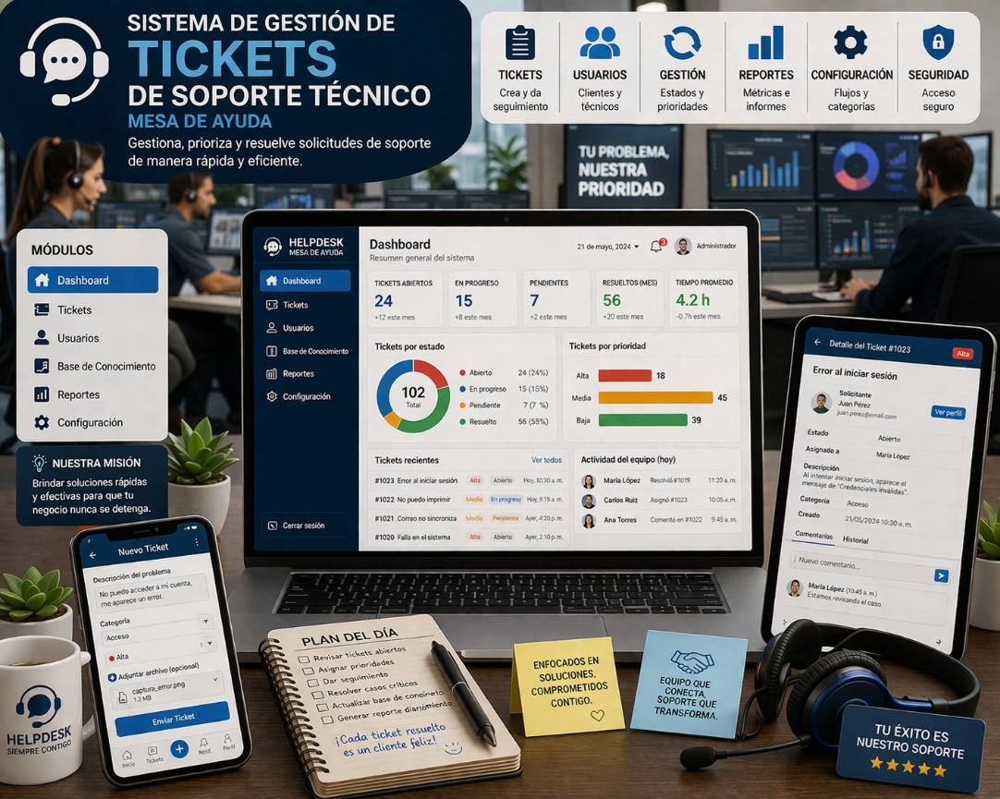 SISTEMA DE GESTIÓN DE
TICKETS
DE SOPORTE TÉCNICO
MESA DE AYUDA
Gestiona, prioriza y resuelve solicitudes de soporte
de manera rápida y eficiente.
TICKETS
Crea y da
seguimiento
USUARIOS
Clientes y
técnicos
GESTIÓN
Estados y
prioridades
REPORTES
Métricas e
informes
CONFIGURACIÓN
Flujos y
categorías
SEGURIDAD
Acceso
seguro
TU PROBLEMA,
NUESTRA
PRIORIDAD
MÓDULOS
Dashboard
Tickets
Usuarios
Base de Conocimiento
Reportes
Configuración
NUESTRA MISIÓN
Brindar soluciones rápidas
y efectivas para que tu
negocio nunca se detenga.
HELPDESK
MESA DE AYUDA
Dashboard
Tickets
Usuarios
Base de Conocimiento
Reportes
Configuración
Cerrar sesión
Dashboard
Resumen general del sistema
21 de mayo, 2024
3
Administrador
TICKETS ABIERTOS
24
+12 este mes
EN PROGRESO
15
+8 este mes
PENDIENTES
7
+2 este mes
RESUELTOS (MES)
56
+20 este mes
TIEMPO PROMEDIO
4.2 h
-0.7h este mes
Tickets por estado
102
Total
Abierto 24 (24%)
En progreso 15 (15%)
Pendiente 7 (7 %)
Resuelto 56 (55%)
Tickets por prioridad
Alta 18
Media 45
Baja 39
Tickets recientes Ver todos
#1023 Error al iniciar sesión Alta Abierto Hoy, 10:30 a. m.
#1022 No puedo imprimir Media En progreso Hoy, 9:15 a. m.
#1021 Correo no sincroniza Media Pendiente Ayer, 4:20 p. m.
#1020 Falla en el sistema Alta Abierto Ayer, 2:10 p. m.
Actividad del equipo (hoy)
María López Resolvió #1019 11:20 a. m.
Carlos Ruiz Asignó #1023 10:05 a. m.
Ana Torres Comentó en #1022 9:45 a. m.
Detalle del Ticket #1023 Alta
Error al iniciar sesión
Solicitante
Juan Pérez
juan.perez@email.com
Ver perfil
Estado Abierto
Asignado a María López
Descripción
Al intentar iniciar sesión, aparece el
mensaje de "Credenciales inválidas".
Categoría Acceso
Creado 21/05/2024 10:30 a. m.
Comentarios Historial
Nuevo comentario...
María López (10:45 a. m.)
Estamos revisando el caso.
Nuevo Ticket
Descripción del problema
No puedo acceder a mi cuenta,
me aparece un error.
Categoría
Acceso
Alta
Adjuntar archivo (opcional)
captura_error.png
1.2 MB
Enviar Ticket
Inicio
Tickets
Notif.
Perfil
HELPDESK
SIEMPRE CONTIGO
PLAN DEL DÍA
Revisar tickets abiertos
Asignar prioridades
Dar seguimiento
Resolver casos críticos
Actualizar base de
Generar reporte
¡Cada ticket resuelto
es un cliente feliz!
ENFOCADOS EN
SOLUCIONES,
COMPROMETIDOS
CONTIGO.
EQUIPO QUE
CONECTA,
SOPORTE QUE
TRANSFORMA.
TU ÉXITO ES
NUESTRO SOPORTE